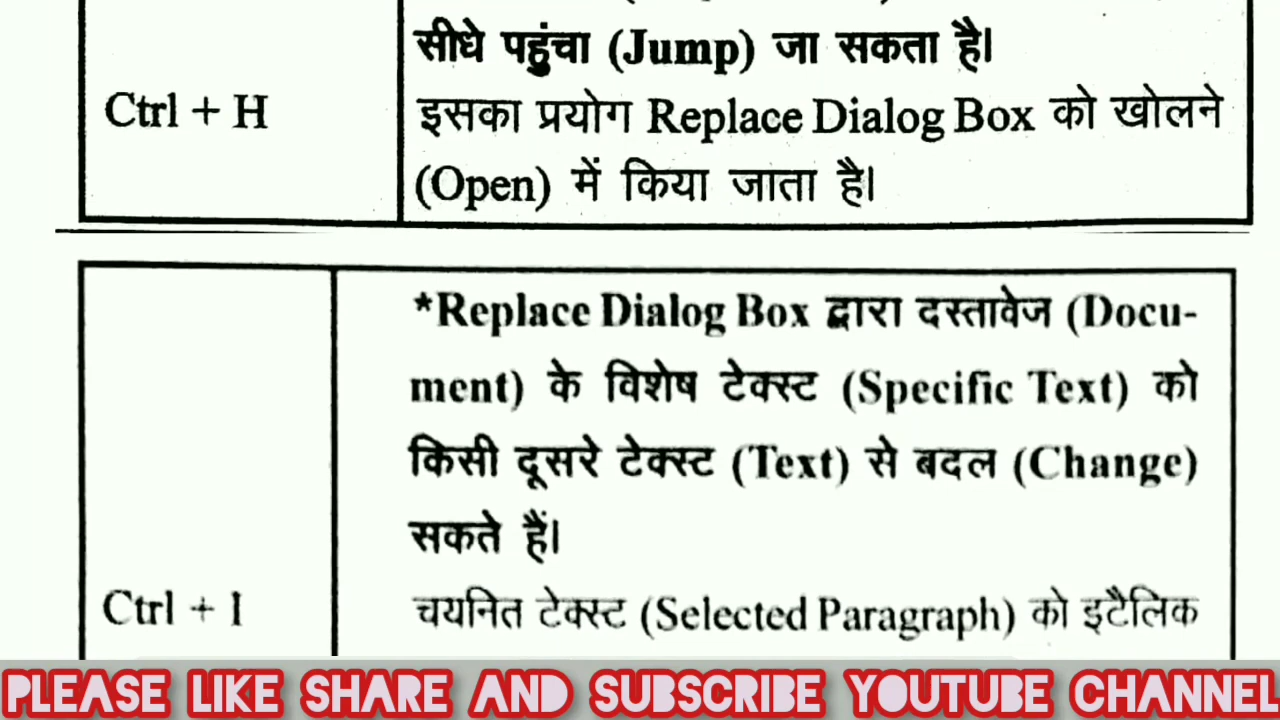 सीधे पहुंचा (Jump) जा सकता है।
Ctrl + H
इसका प्रयोग Replace Dialog Box को खोलने
(Open) में किया जाता है।
*Replace Dialog Box द्वारा दस्तावेज (Docu-
ment) के विशेष टेक्स्ट (Specific Text) को
किसी दूसरे टेक्स्ट (Text) से बदल (Change)
सकते हैं।
Ctrl + I
चयनित टेक्स्ट (Selected Paragraph) को इटैलिक
PLEASE LIKE SHARE AND SUBSCRIBE YOUTUBE CHANNEL